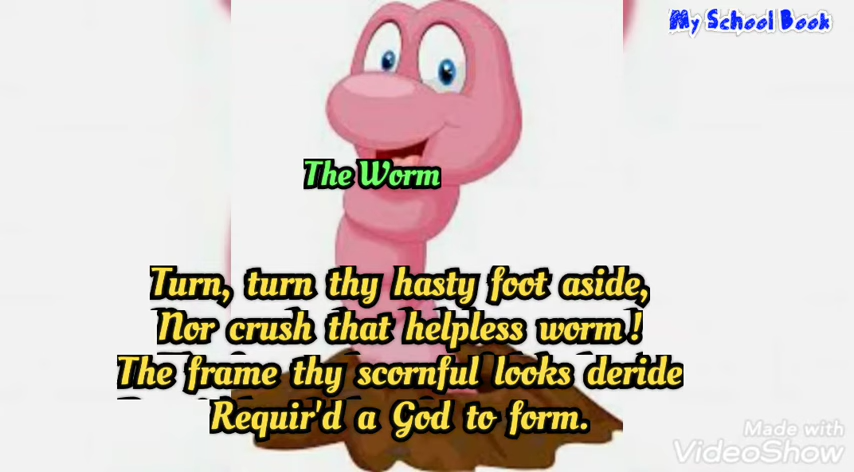 My School Book
The Worm
Turn, turn thy hasty foot aside,
Nor crush that helpless worm!
The frame thy scornful looks deride
Requir'd a God to form.
Made with
VideoShow